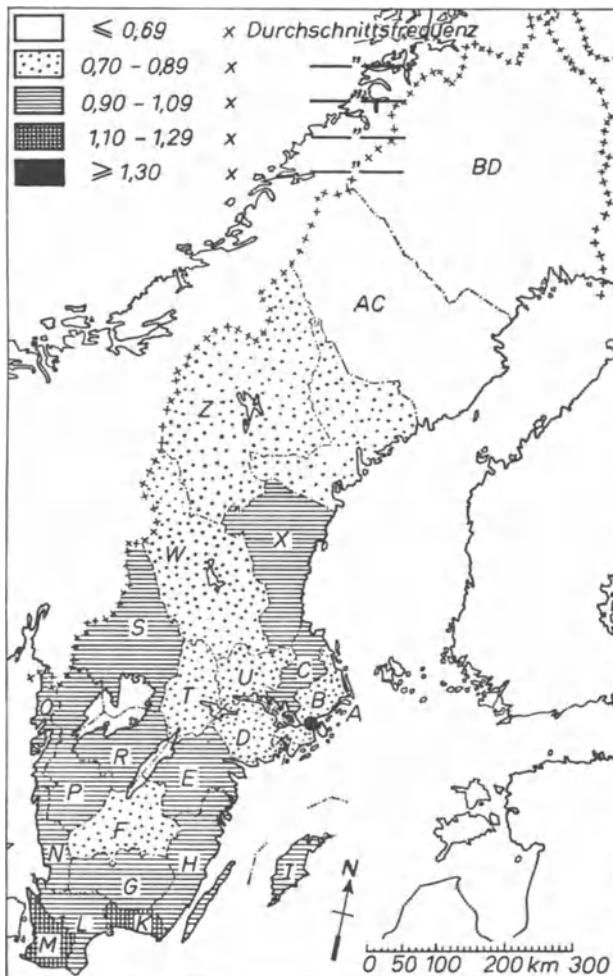 ≤ 0,69 x Durchschnittsfrequenz
0,70 – 0,89 x — " —
0,90 – 1,09 x — " —
1,10 – 1,29 x — " —
≥ 1,30 x — " —
BD
AC
Z
X
W
S
C
U
T
B
A
O
D
R
E
P
F
N
H
I
N
G
K
L
M
0 50 100 200 km 300